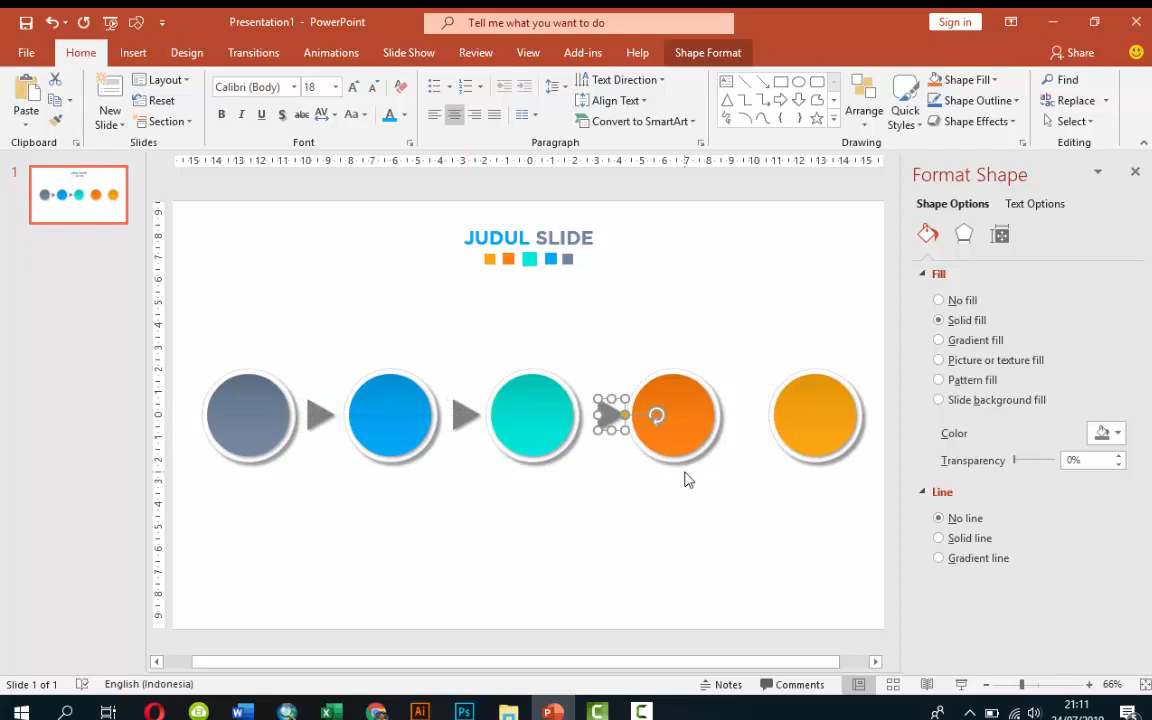 Presentation1 - PowerPoint
Tell me what you want to do
Sign in
File Home Insert Design Transitions Animations Slide Show Review View Add-ins Help Shape Format Share
Paste
Clipboard
New
Slide
Layout
Reset
Section
Slides
Calibri (Body) 18
B I U S abc AV Aa A
Font
Text Direction
Align Text
Convert to SmartArt
Paragraph
Arrange
Quick
Styles
Shape Fill
Shape Outline
Shape Effects
Drawing
Find
Replace
Select
Editing
1
JUDUL SLIDE
Format Shape
Shape Options Text Options
Fill
No fill
Solid fill
Gradient fill
Picture or texture fill
Pattern fill
Slide background fill
Color
Transparency 0%
Line
No line
Solid line
Gradient line
Slide 1 of 1 English (Indonesia) Notes Comments 66%
21:11